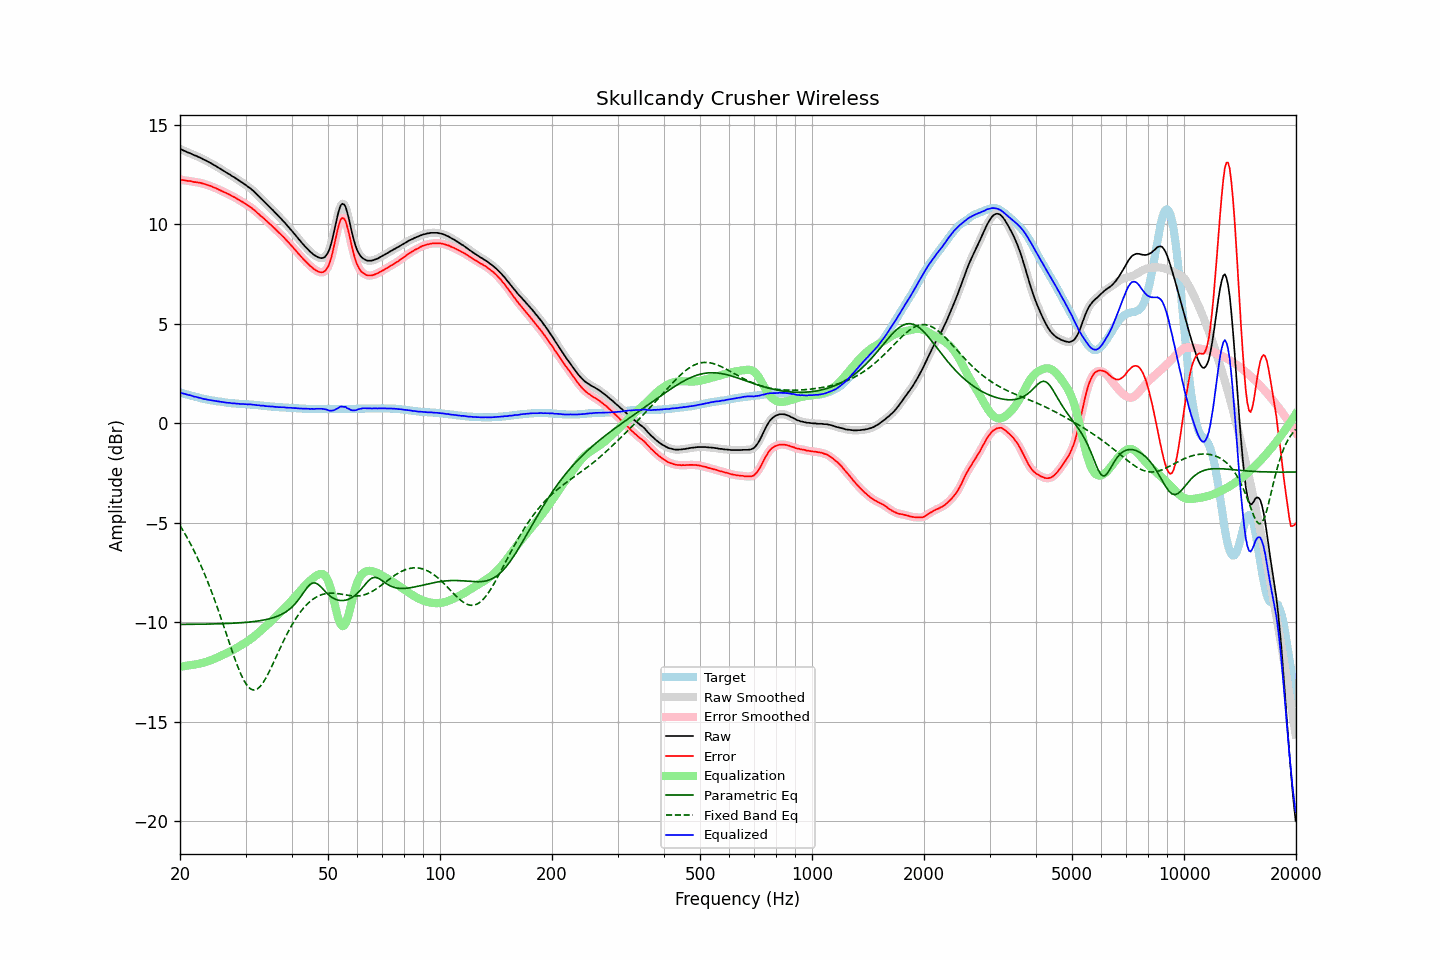 Skullcandy Crusher Wireless
Amplitude (dBr)
15
10
5
0
−5
−10
−15
−20
20
50
100
200
500
1000
2000
5000
10000
20000
Frequency (Hz)
Target
Raw Smoothed
Error Smoothed
Raw
Error
Equalization
Parametric Eq
Fixed Band Eq
Equalized